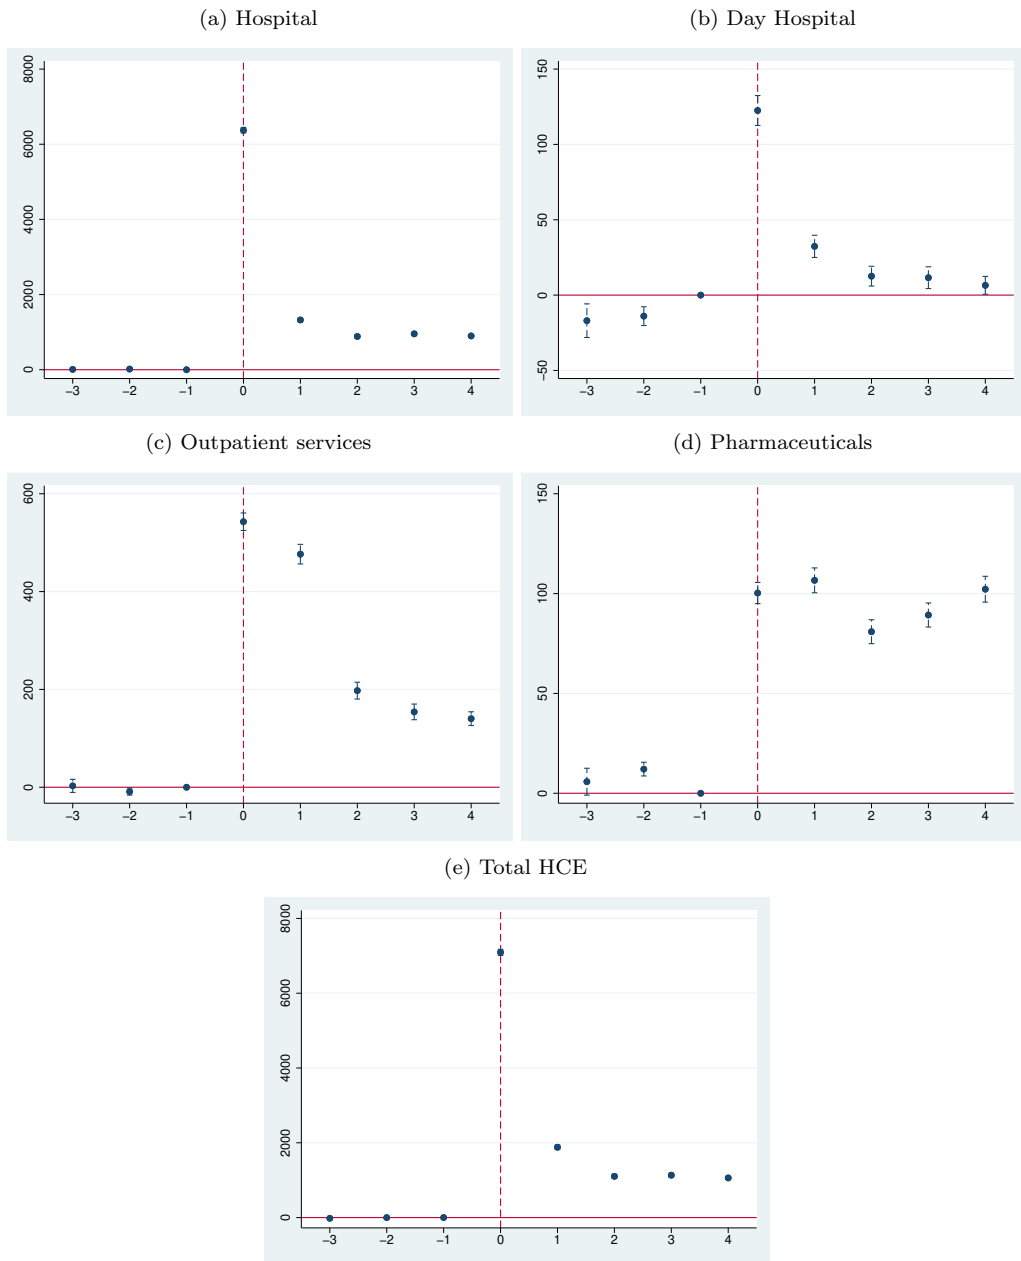 (a) Hospital
(b) Day Hospital
8000
6000
4000
2000
0
−3 −2 −1 0 1 2 3 4
150
100
50
0
−50
−3 −2 −1 0 1 2 3 4
(c) Outpatient services
(d) Pharmaceuticals
600
400
200
0
−3 −2 −1 0 1 2 3 4
150
100
50
0
−3 −2 −1 0 1 2 3 4
(e) Total HCE
8000
6000
4000
2000
0
−3 −2 −1 0 1 2 3 4